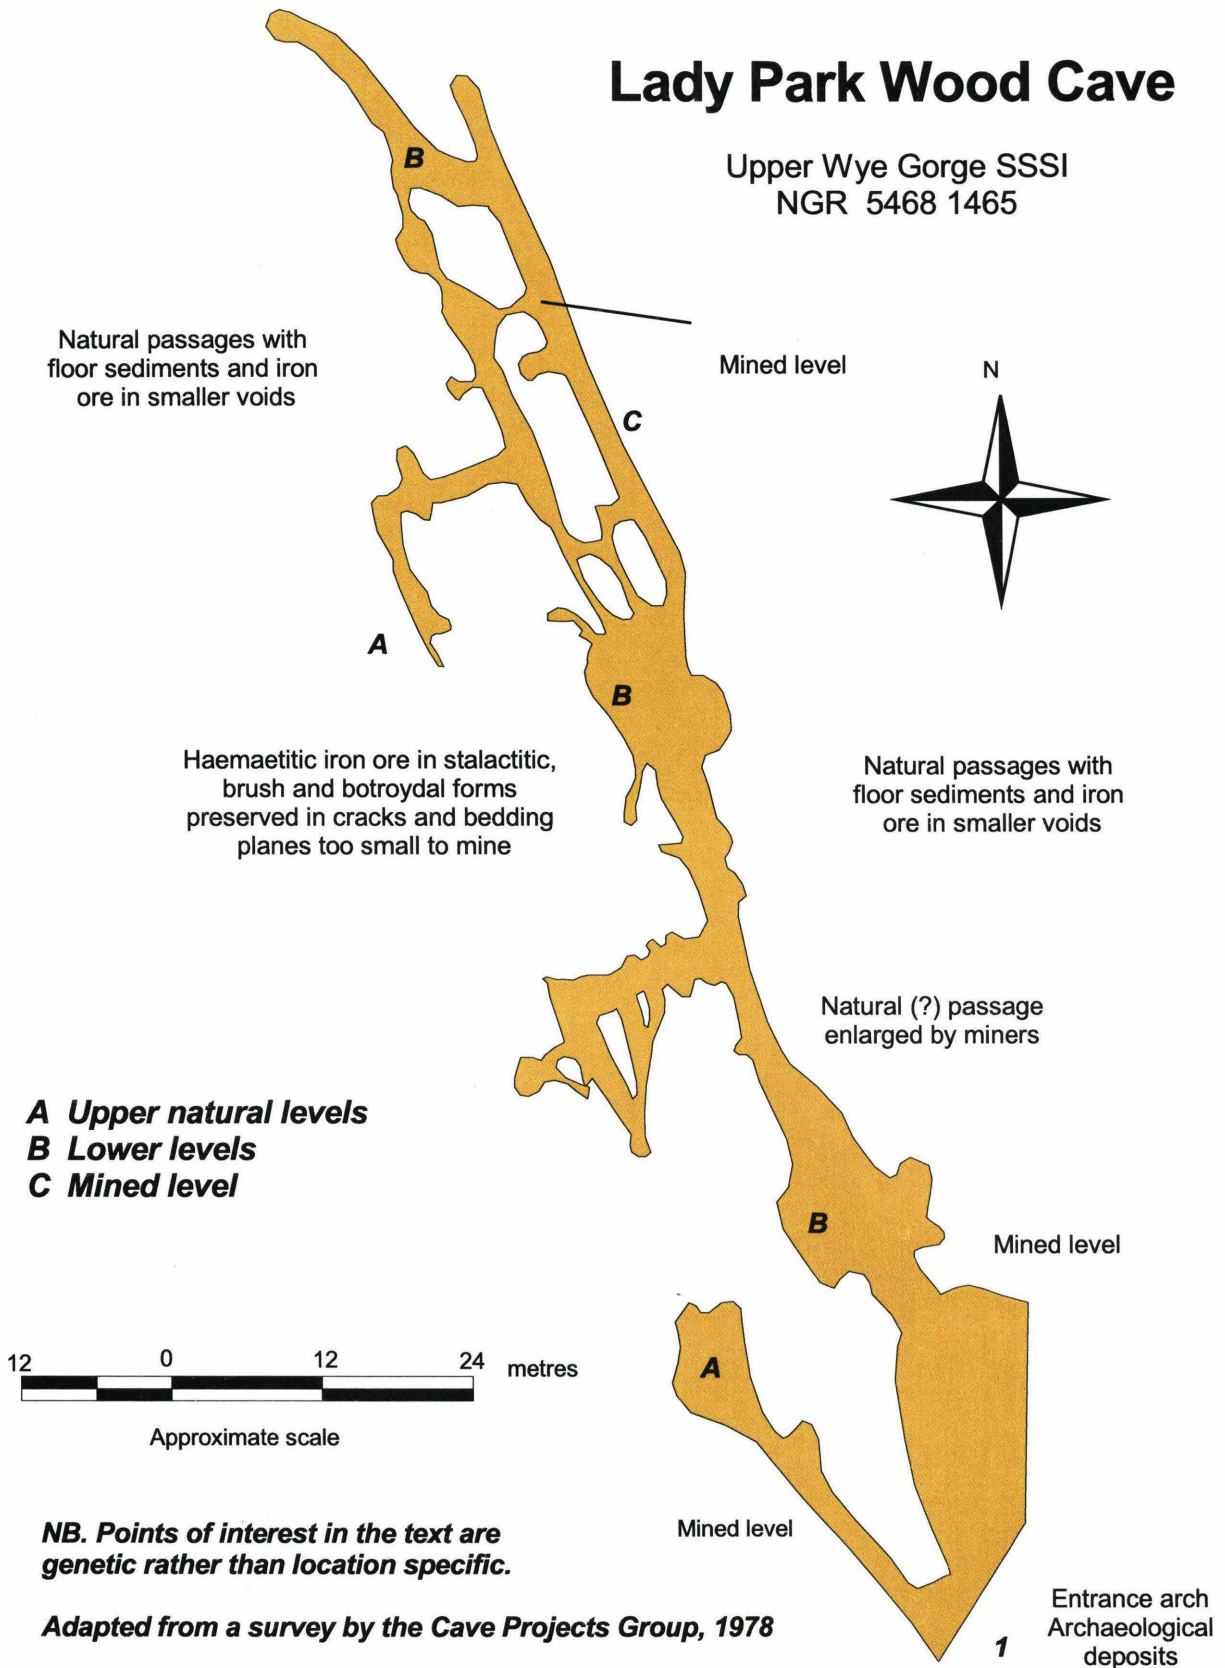 Lady Park Wood Cave
Upper Wye Gorge SSSI
NGR 5468 1465
B
Natural passages with
floor sediments and iron
ore in smaller voids
Mined level
N
C
A
B
Haemaetitic iron ore in stalactitic,
brush and botroydal forms
preserved in cracks and bedding
planes too small to mine
Natural passages with
floor sediments and iron
ore in smaller voids
Natural (?) passage
enlarged by miners
A Upper natural levels
B Lower levels
C Mined level
B
Mined level
12 0 12 24 metres
Approximate scale
A
Mined level
NB. Points of interest in the text are
genetic rather than location specific.
Adapted from a survey by the Cave Projects Group, 1978
1
Entrance arch
Archaeological
deposits